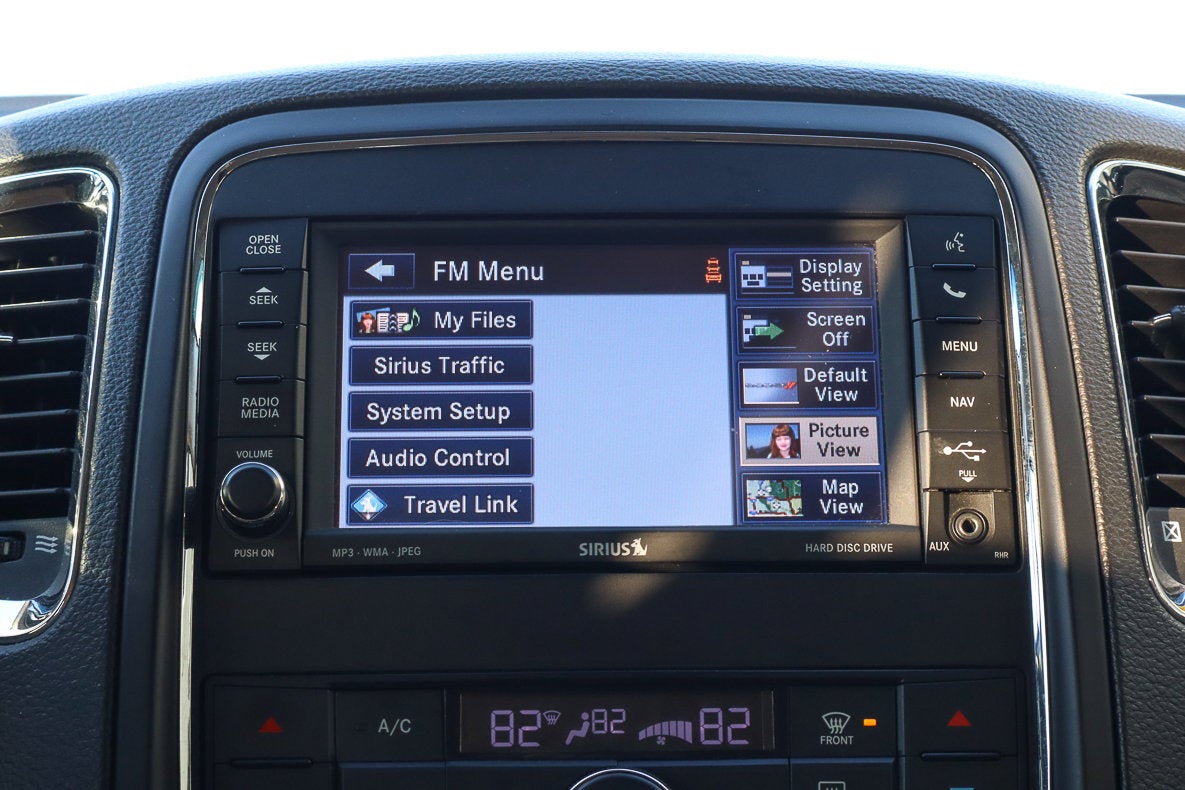 OPEN
CLOSE
SEEK
SEEK
RADIO
MEDIA
VOLUME
PUSH ON
FM Menu
My Files
Sirius Traffic
System Setup
Audio Control
Travel Link
Display
Setting
Screen
Off
Default
View
Picture
View
Map
View
MENU
NAV
PULL
AUX
RHR
MP3 · WMA · JPEG
SIRIUS
HARD DISC DRIVE
A/C
82
82
82
FRONT